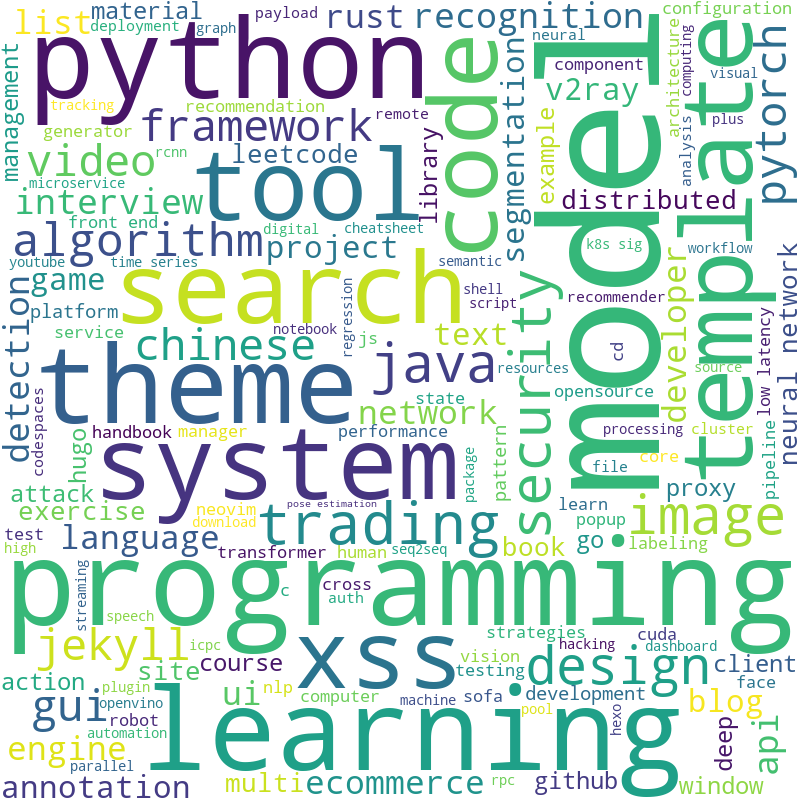 material
payload
rust
recognition
configuration
list
deployment
graph
neural
python
code
model
template
pytorch
component
architecture
computing
visual
management
tracking
recommendation
remote
v2ray
plus
generator
framework
library
segmentation
example
analysis
video
rcnn
leetcode
tool
microservice
distributed
interview
front end
digital
cheatsheet
algorithm
project
k8s sig
workflow
youtube
time series
semantic
developer
neural network
detection
game
search
shell
security
recommender
low latency
platform
script
service
notebook
regression
js
text
chinese
cd
source
theme
java
resources
opensource
codespaces
state
network
handbook
manager
performance
processing
cluster
hugo
system
package
pattern
file
core
pipeline
attack
learn
proxy
exercise
neovim
download
pose estimation
popup
image
test
language
trading
book
go
labeling
high
transformer
human
seq2seq
programming
streaming
c
cross
auth
speech
strategies
cuda
jekyll
icpc
xss
hacking
dashboard
course
vision
design
client
action
site
testing
face
plugin
ui
nlp
computer
machine
sofa
development
gui
openvino
robot
learning
pool
hexo
blog
api
automation
deep
engine
parallel
annotation
multi
ecommerce
rpc
github
window